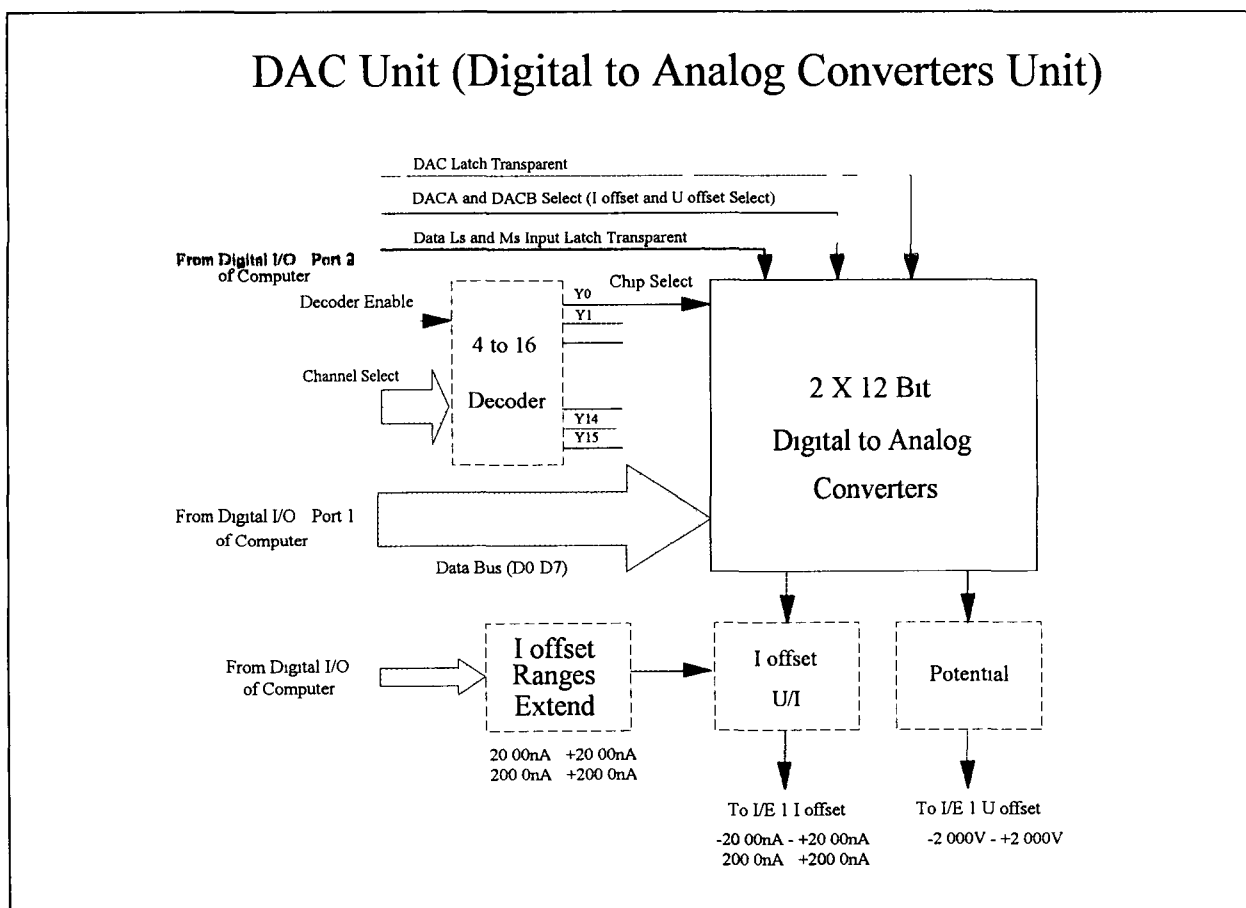 DAC Unit (Digital to Analog Converters Unit)
DAC Latch Transparent
DACA and DACB Select (I offset and U offset Select)
Data Ls and Ms Input Latch Transparent
From Digital I/O Port 2
of Computer
Decoder Enable
Channel Select
4 to 16
Decoder
Y0
Y1
Y14
Y15
Chip Select
2 X 12 Bit
Digital to Analog
Converters
From Digital I/O Port 1
of Computer
Data Bus (D0 D7)
From Digital I/O
of Computer
I offset
Ranges
Extend
20 00nA +20 00nA
200 0nA +200 0nA
I offset
U/I
Potential
To I/E 1 I offset
-20 00nA - +20 00nA
200 0nA +200 0nA
To I/E 1 U offset
-2 000V - +2 000V